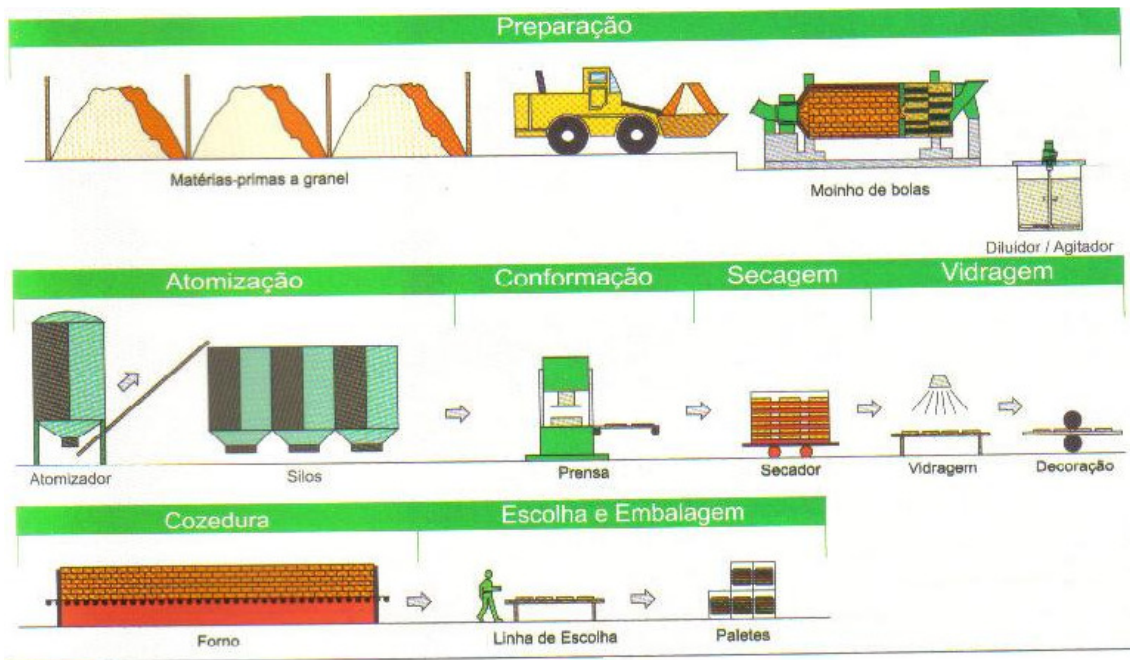 Preparação
Matérias-primas a granel
Moinho de bolas
Diluidor / Agitador
Atomização
Conformação
Secagem
Vidragem
Atomizador
Silos
Prensa
Secador
Vidragem
Decoração
Cozedura
Escolha e Embalagem
Forno
Linha de Escolha
Paletes